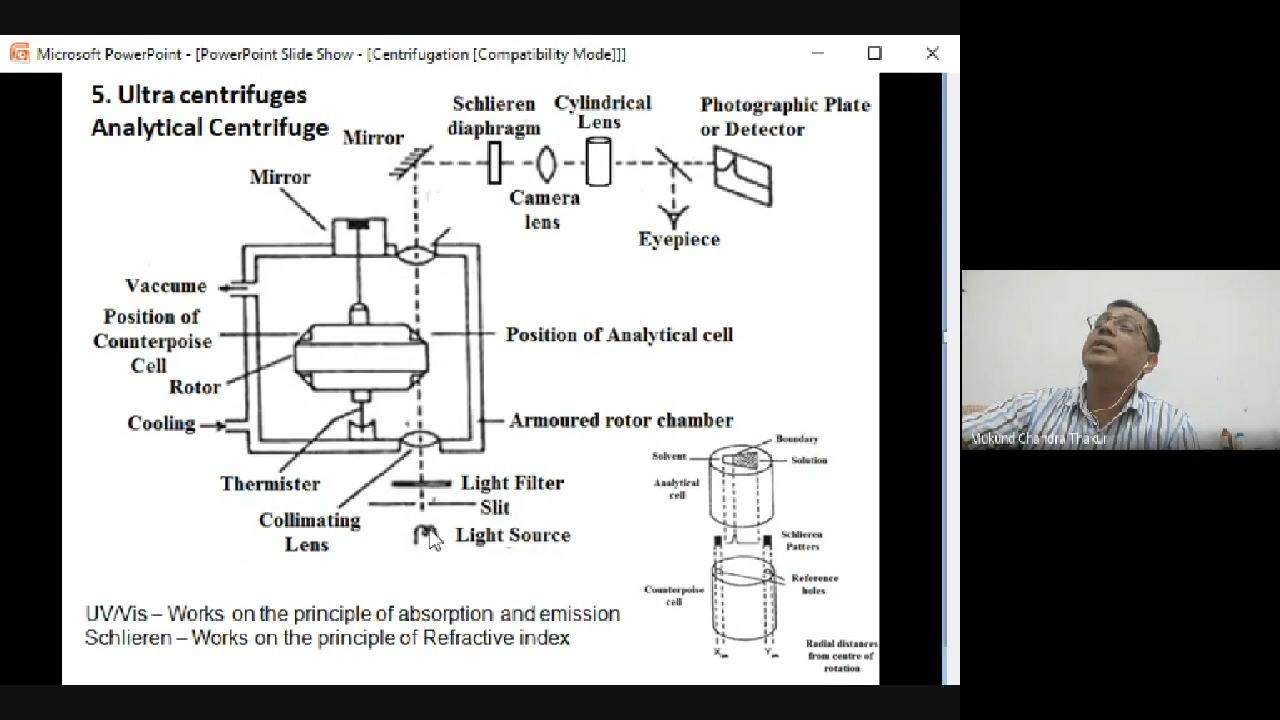 Microsoft PowerPoint - [PowerPoint Slide Show - [Centrifugation [Compatibility Mode]]]
5. Ultra centrifuges
Analytical Centrifuge
Mirror
Schlieren
diaphragm
Cylindrical
Lens
Photographic Plate
or Detector
Mirror
Camera
lens
Eyepiece
Vaccume
Position of
Counterpoise
Cell
Position of Analytical cell
Rotor
Cooling
Armoured rotor chamber
Thermister
Light Filter
Slit
Collimating
Lens
Light Source
Boundary
Solvent
Solution
Analytical
cell
Schlieren
Patters
Reference
holes
Counterpoise
cell
Radial distances
from centre of
rotation
UV/Vis – Works on the principle of absorption and emission
Schlieren – Works on the principle of Refractive index
Mukund Chandra Thakur